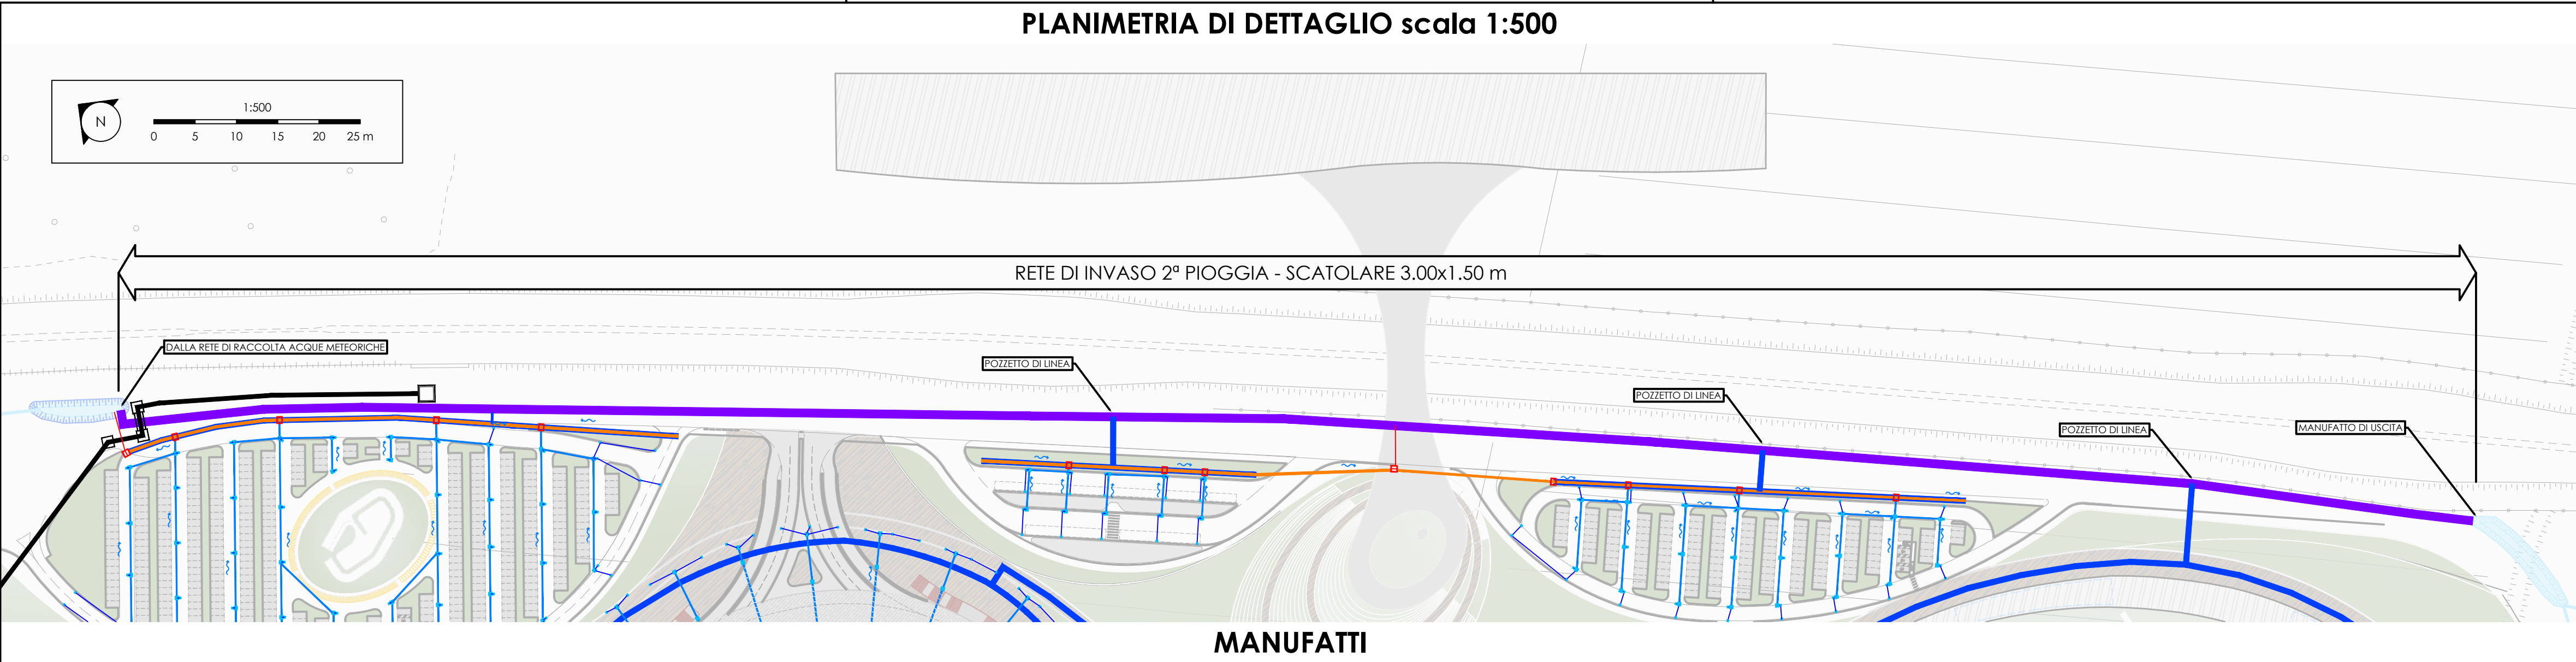 PLANIMETRIA DI DETTAGLIO scala 1:500
1:500
N
0 5 10 15 20 25 m
RETE DI INVASO 2ª PIOGGIA - SCATOLARE 3.00x1.50 m
DALLA RETE DI RACCOLTA ACQUE METEORICHE
POZZETTO DI LINEA
POZZETTO DI LINEA
POZZETTO DI LINEA
MANUFATTO DI USCITA
MANUFATTI